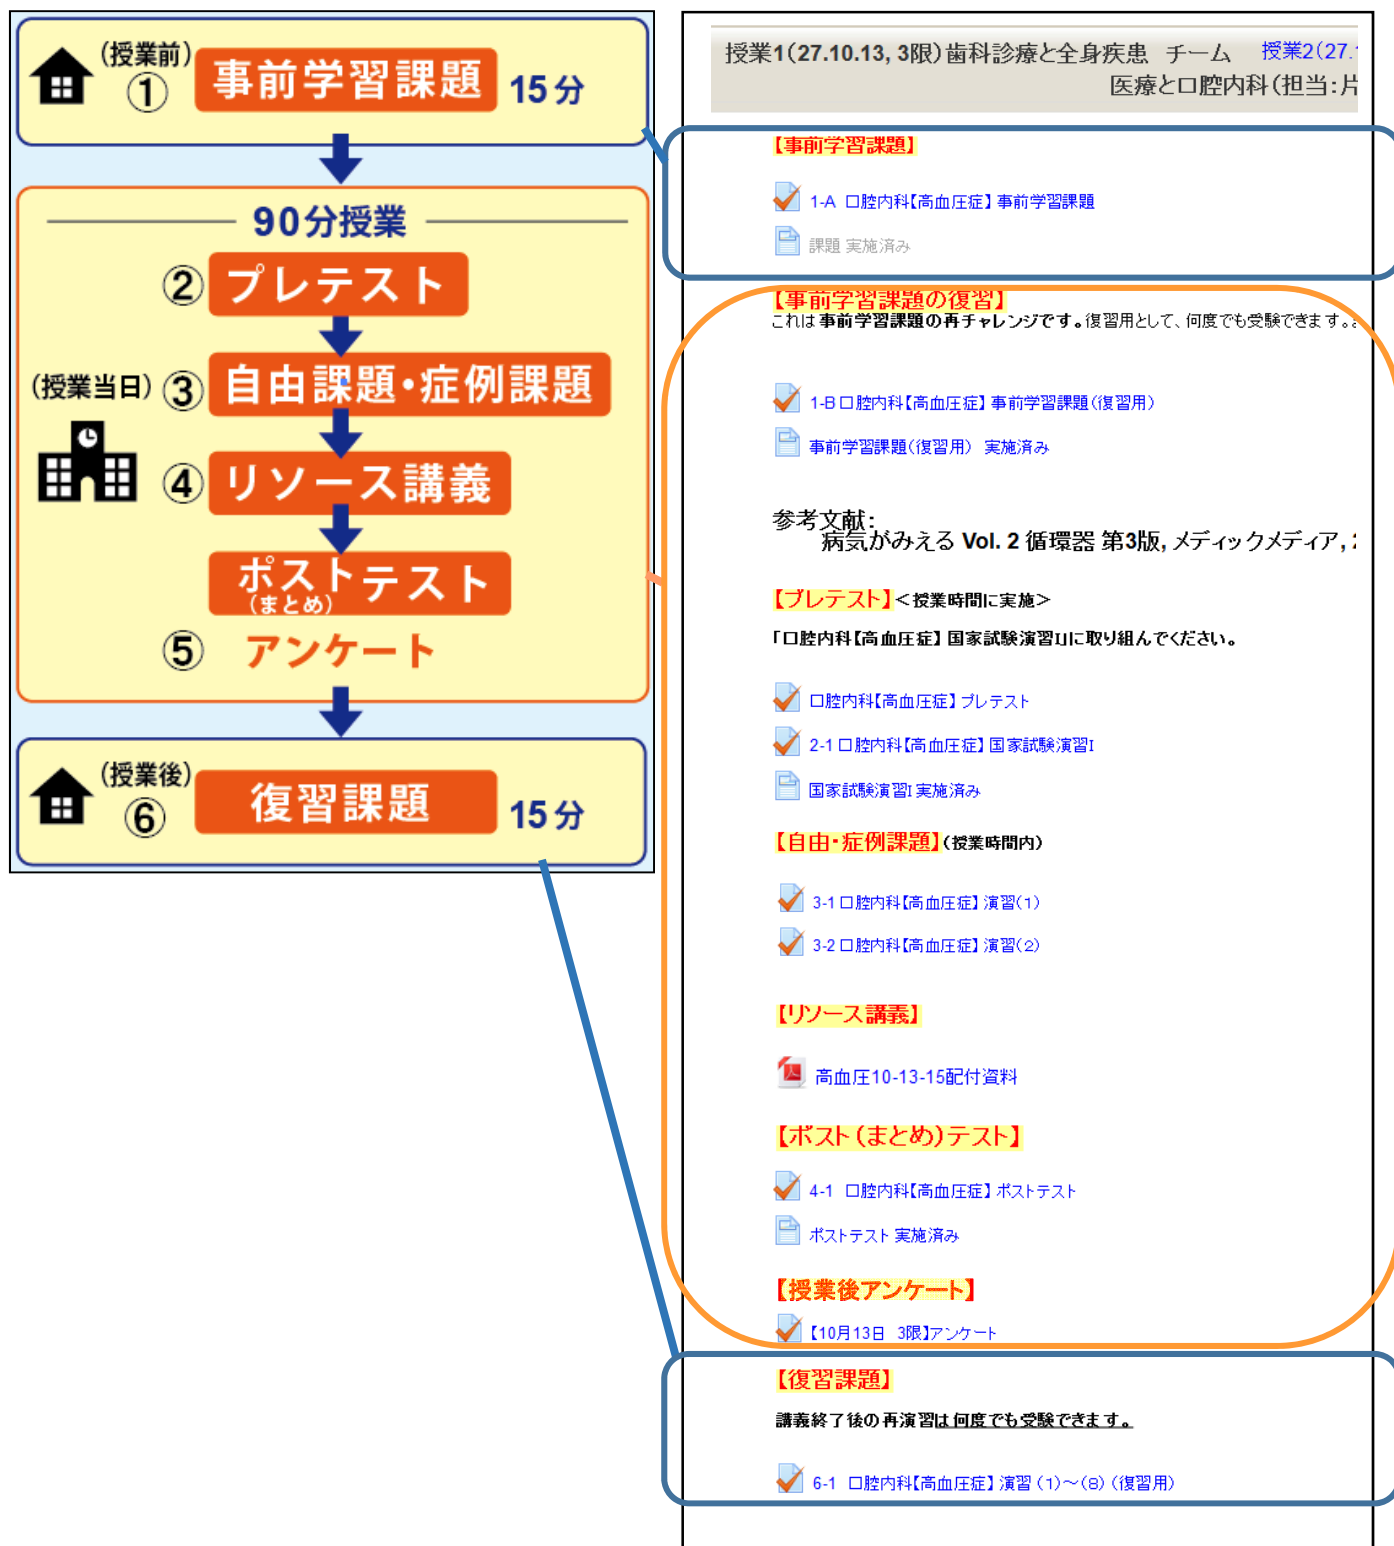 (授業前)
① 事前学習課題 15分
90分授業
② プレテスト
(授業当日) ③ 自由課題・症例課題
④ リソース講義
ポストテスト
(まとめ)
⑤ アンケート
(授業後)
⑥ 復習課題 15分
授業1(27.10.13, 3限)歯科診療と全身疾患 チーム 授業2(27.
医療と口腔内科(担当:片
【事前学習課題】
1-A 口腔内科【高血圧症】事前学習課題
課題 実施済み
【事前学習課題の復習】
これは事前学習課題の再チャレンジです。復習用として、何度でも受験できます。
1-B 口腔内科【高血圧症】事前学習課題(復習用)
事前学習課題(復習用) 実施済み
参考文献:
病気がみえる Vol. 2 循環器 第3版, メディックメディア,
【プレテスト】<授業時間に実施>
「口腔内科【高血圧症】国家試験演習I」に取り組んでください。
口腔内科【高血圧症】プレテスト
2-1 口腔内科【高血圧症】国家試験演習I
国家試験演習I 実施済み
【自由・症例課題】(授業時間内)
3-1 口腔内科【高血圧症】演習(1)
3-2 口腔内科【高血圧症】演習(2)
【リソース講義】
高血圧10-13-15配付資料
【ポスト(まとめ)テスト】
4-1 口腔内科【高血圧症】ポストテスト
ポストテスト 実施済み
【授業後アンケート】
【10月13日 3限】アンケート
【復習課題】
講義終了後の再演習は何度でも受験できます。
6-1 口腔内科【高血圧症】演習(1)~(8)(復習用)